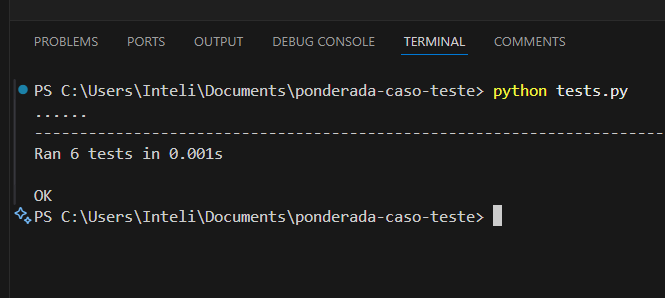 PROBLEMS PORTS OUTPUT DEBUG CONSOLE TERMINAL COMMENTS
PS C:\Users\Inteli\Documents\ponderada-caso-teste> python tests.py
......
----------------------------------------------------------------------
Ran 6 tests in 0.001s
OK
PS C:\Users\Inteli\Documents\ponderada-caso-teste>